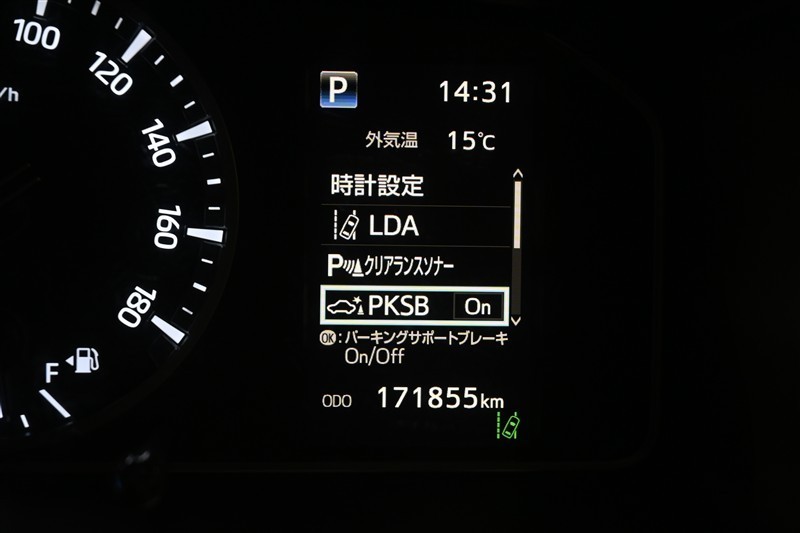 100
120
/h
140
160
180
F
P 14:31
外気温 15℃
時計設定
LDA
P クリアランスソナー
PKSB On
OK:パーキングサポートブレーキ
On/Off
ODO 171855km